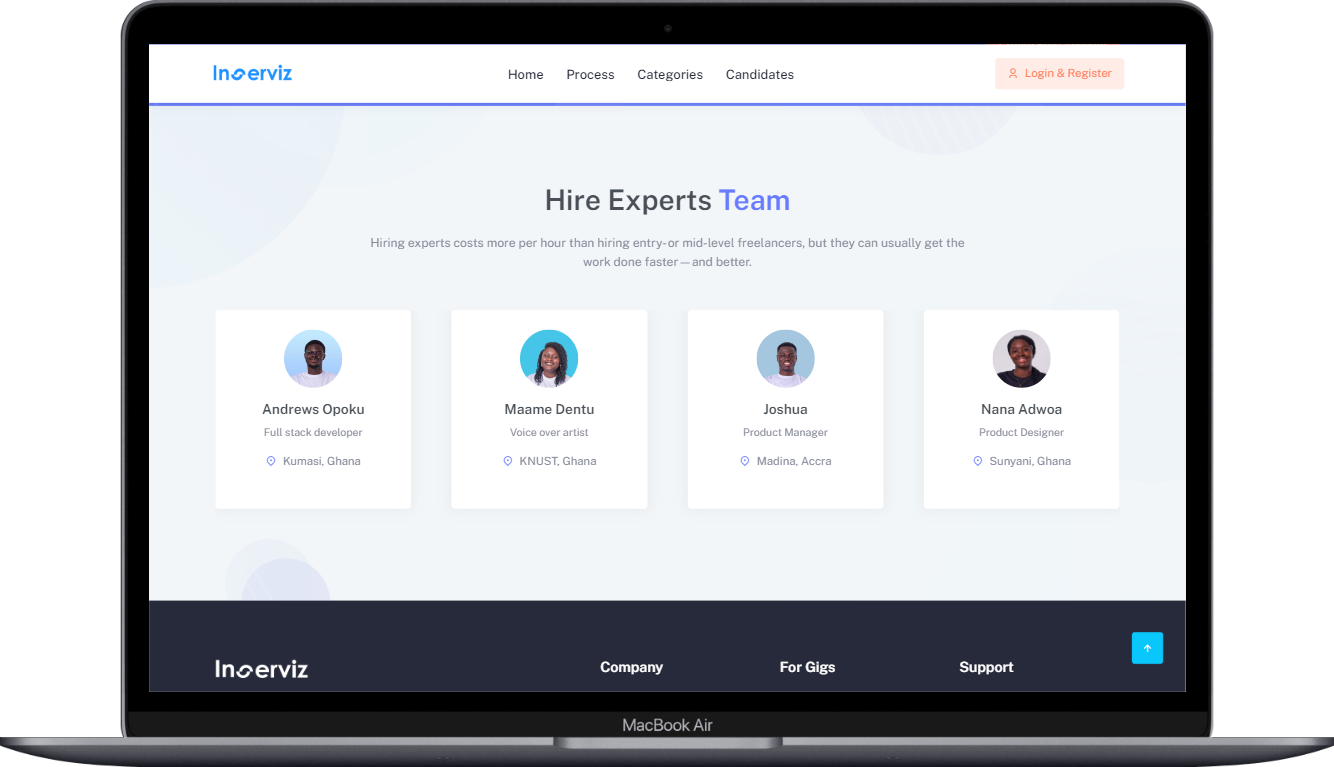 Inserviz
Home Process Categories Candidates
Login & Register
Hire Experts Team
Hiring experts costs more per hour than hiring entry-or mid-level freelancers, but they can usually get the
work done faster—and better.
Andrews Opoku
Full stack developer
Kumasi, Ghana
Maame Dentu
Voice over artist
KNUST, Ghana
Joshua
Product Manager
Madina, Accra
Nana Adwoa
Product Designer
Sunyani, Ghana
Inserviz
Company
For Gigs
Support
MacBook Air